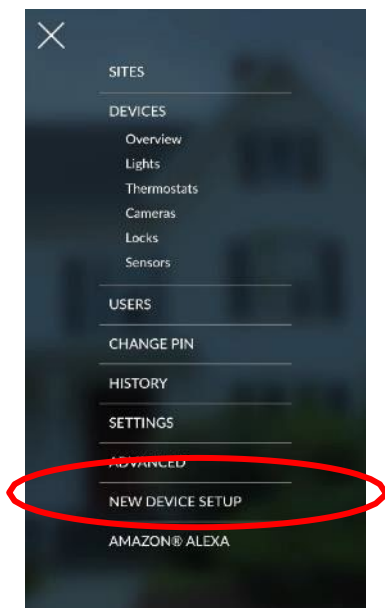 SITES
DEVICES
Overview
Lights
Thermostats
Cameras
Locks
Sensors
USERS
CHANGE PIN
HISTORY
SETTINGS
ADVANCED
NEW DEVICE SETUP
AMAZON® ALEXA